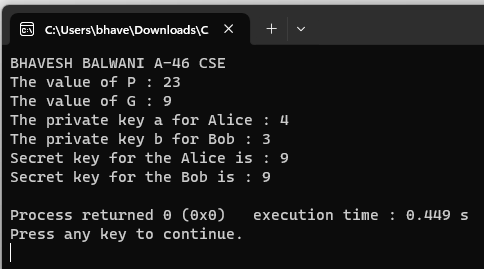 C:\Users\bhave\Downloads\C
BHAVESH BALWANI A-46 CSE
The value of P : 23
The value of G : 9
The private key a for Alice : 4
The private key b for Bob : 3
Secret key for the Alice is : 9
Secret key for the Bob is : 9
Process returned 0 (0x0)   execution time : 0.449 s
Press any key to continue.